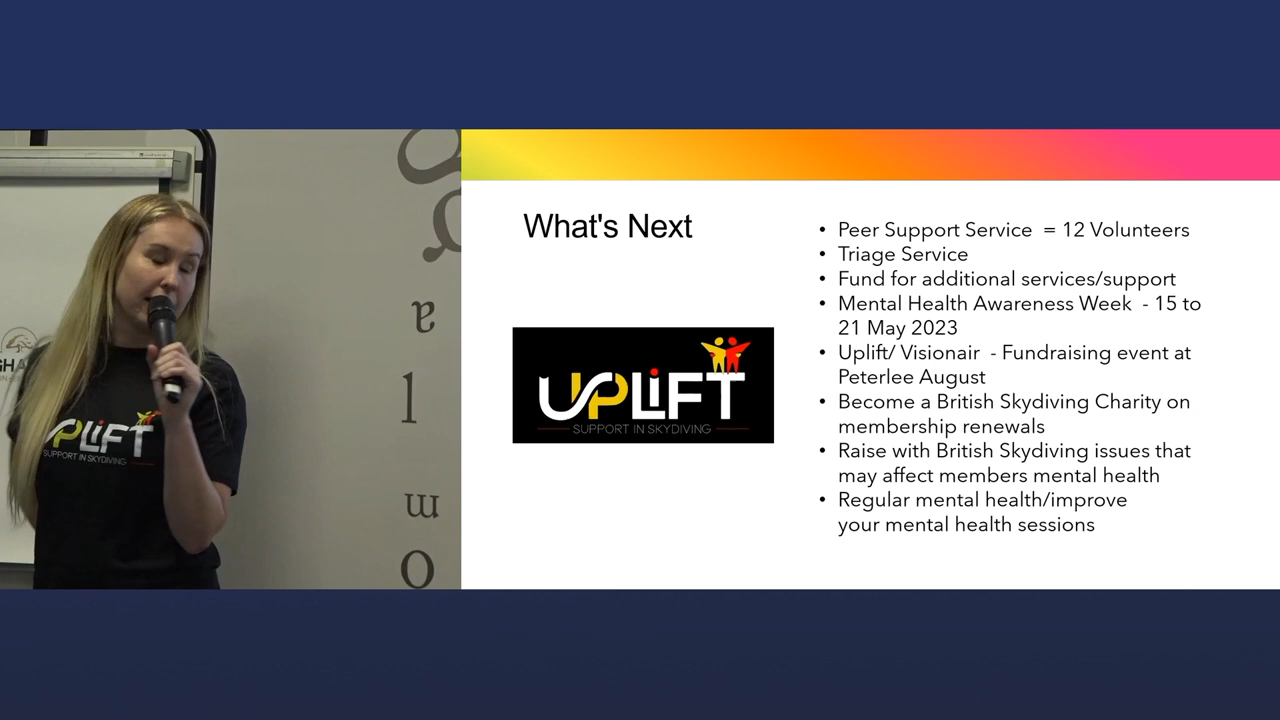 What's Next
• Peer Support Service = 12 Volunteers
• Triage Service
• Fund for additional services/support
• Mental Health Awareness Week - 15 to
21 May 2023
• Uplift/ Visionair - Fundraising event at
Peterlee August
• Become a British Skydiving Charity on
membership renewals
• Raise with British Skydiving issues that
may affect members mental health
• Regular mental health/improve
your mental health sessions
UPLiFT
SUPPORT IN SKYDIVING
UPLiFT
SUPPORT IN SKYDIVING